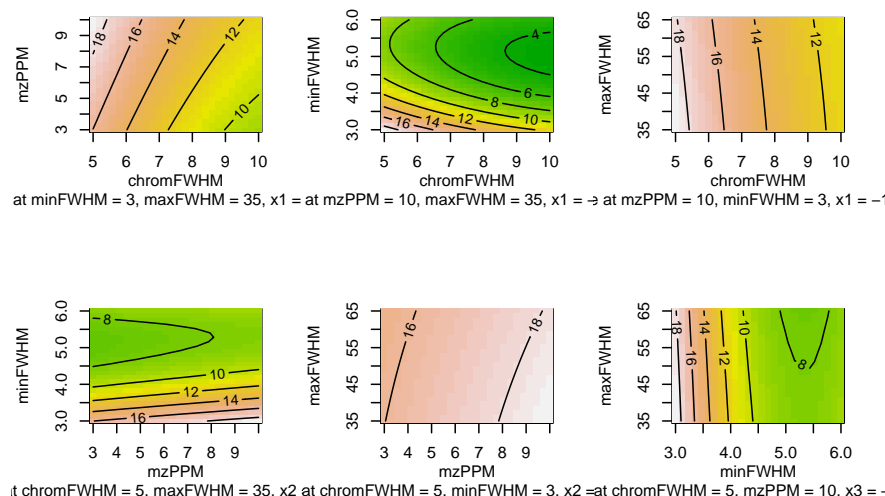 mzPPM
3 5 7 9
18 16 14 12 10
5 6 7 8 9 10
chromFWHM
at minFWHM = 3, maxFWHM = 35, x1 =
minFWHM
3.0 4.0 5.0 6.0
4 6 8 10 12 14 16
5 6 7 8 9 10
chromFWHM
at mzPPM = 10, maxFWHM = 35, x1 = −
maxFWHM
35 45 55 65
18 16 14 12
5 6 7 8 9 10
chromFWHM
at mzPPM = 10, minFWHM = 3, x1 = −1
minFWHM
3.0 4.0 5.0 6.0
8 10 12 14 16
3 4 5 6 7 8 9
mzPPM
at chromFWHM = 5, maxFWHM = 35, x2
maxFWHM
35 45 55 65
16 18
3 4 5 6 7 8 9
mzPPM
at chromFWHM = 5, minFWHM = 3, x2 =
maxFWHM
35 45 55 65
18 16 14 12 10 8
3.0 4.0 5.0 6.0
minFWHM
at chromFWHM = 5, mzPPM = 10, x3 = −